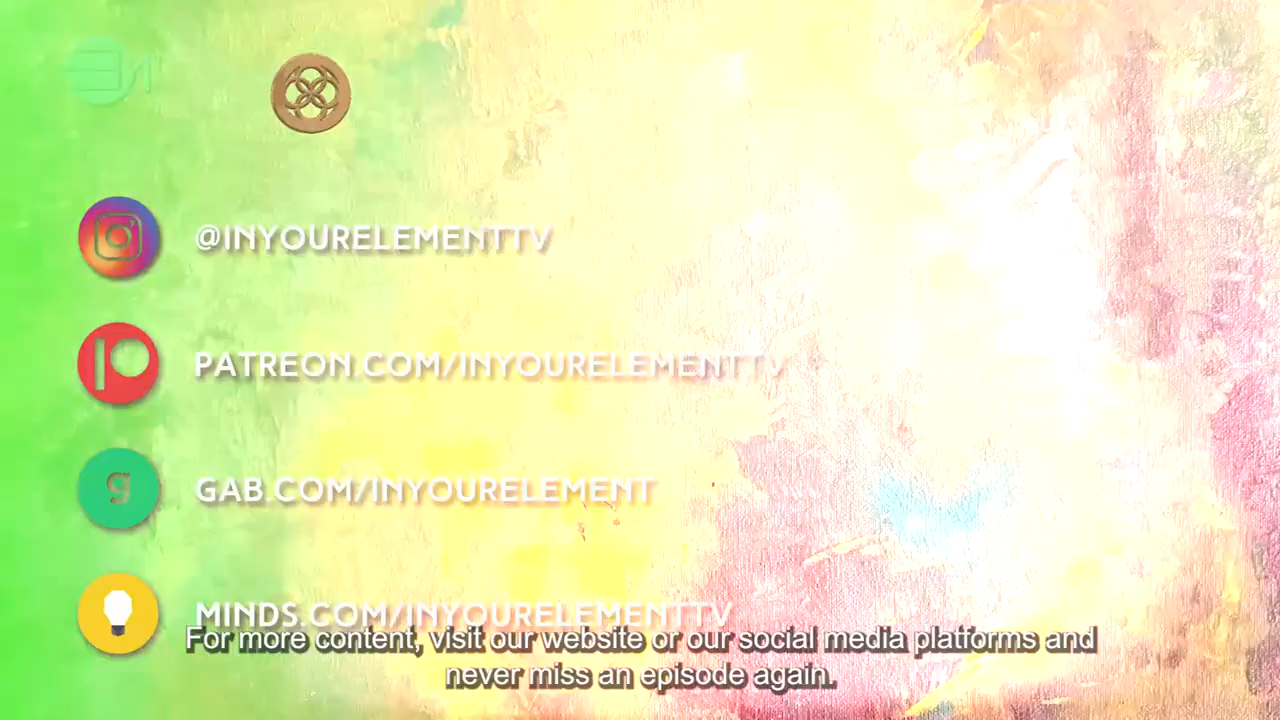 @INYOURELEMENTTV
PATREON.COM/INYOURELEMENTTV
g
GAB.COM/INYOURELEMENT
MINDS.COM/INYOURELEMENTTV
For more content, visit our website or our social media platforms and
never miss an episode again.